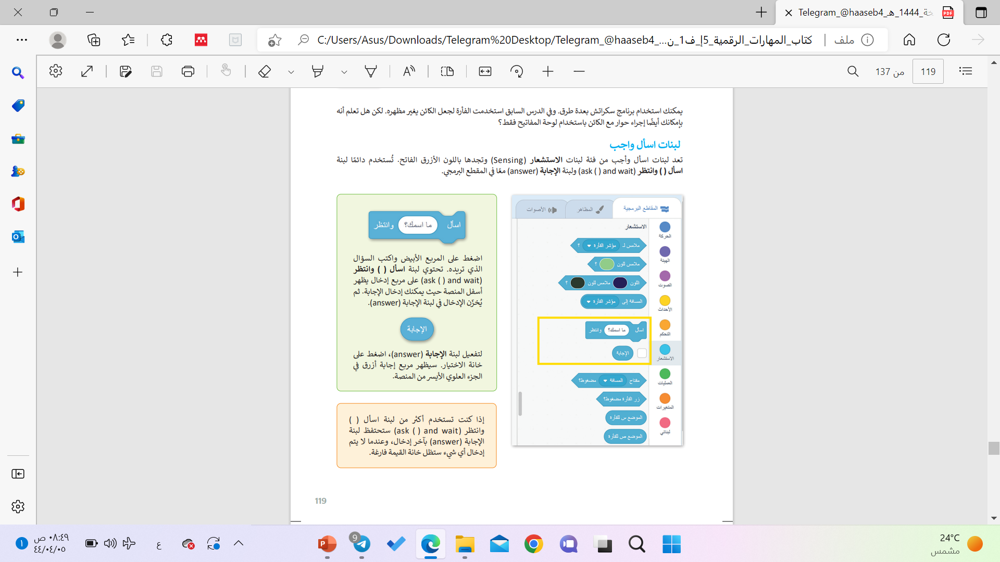 Telegram_@haaseb4_خة_1444_هـ
C:/Users/Asus/Downloads/Telegram%20Desktop/Telegram_@haaseb4_كتاب_المهارات_الرقمية_5إ_ف1_ن...
ملف
119
من 137
يمكنك استخدام برنامج سكراتش بعدة طرق. وفي الدرس السابق استخدمت الفأرة لجعل الكائن يغير مظهره. لكن هل تعلم أنه
بإمكانك أيضًا إجراء حوار مع الكائن باستخدام لوحة المفاتيح فقط؟
لبنات اسأل واجب
تعد لبنات اسأل وأجب من فئة لبنات الاستشعار (Sensing) وتجدها باللون الأزرق الفاتح. تُستخدم دائمًا لبنة
اسأل ( ) وانتظر (ask ( ) and wait) ولبنة الإجابة (answer) معًا في المقطع البرمجي.
المقاطع البرمجية
المظاهر
الأصوات
الحركة
الهيئة
الصوت
الأحداث
التحكم
الاستشعار
العمليات
المتغيرات
لبناتي
الاستشعار
ملامس لـ مؤشر الفأرة ؟
ملامس للون ؟
اللون ملامس للون ؟
المسافة إلى مؤشر الفأرة
اسأل ما اسمك؟ وانتظر
الإجابة
مفتاح المسافة مضغوط؟
زر الفأرة مضغوط؟
الموضع س للفأرة
الموضع ص للفأرة
اسأل ما اسمك؟ وانتظر
اضغط على المربع الأبيض واكتب السؤال
الذي تريده. تحتوي لبنة اسأل ( ) وانتظر
(ask ( ) and wait) على مربع إدخال يظهر
أسفل المنصة حيث يمكنك إدخال الإجابة. ثم
يُخزّن الإدخال في لبنة الإجابة (answer).
الإجابة
لتفعيل لبنة الإجابة (answer)، اضغط على
خانة الاختيار. سيظهر مربع إجابة أزرق في
الجزء العلوي الأيسر من المنصة.
إذا كنت تستخدم أكثر من لبنة اسأل ( )
وانتظر (ask ( ) and wait) ستحتفظ لبنة
الإجابة (answer) بآخر إدخال، وعندما لا يتم
إدخال أي شيء ستظل خانة القيمة فارغة.
119
24°C
مشمس
9
ع
٠٨:٤٩ ص
٤٤/٠٤/٠٥
١